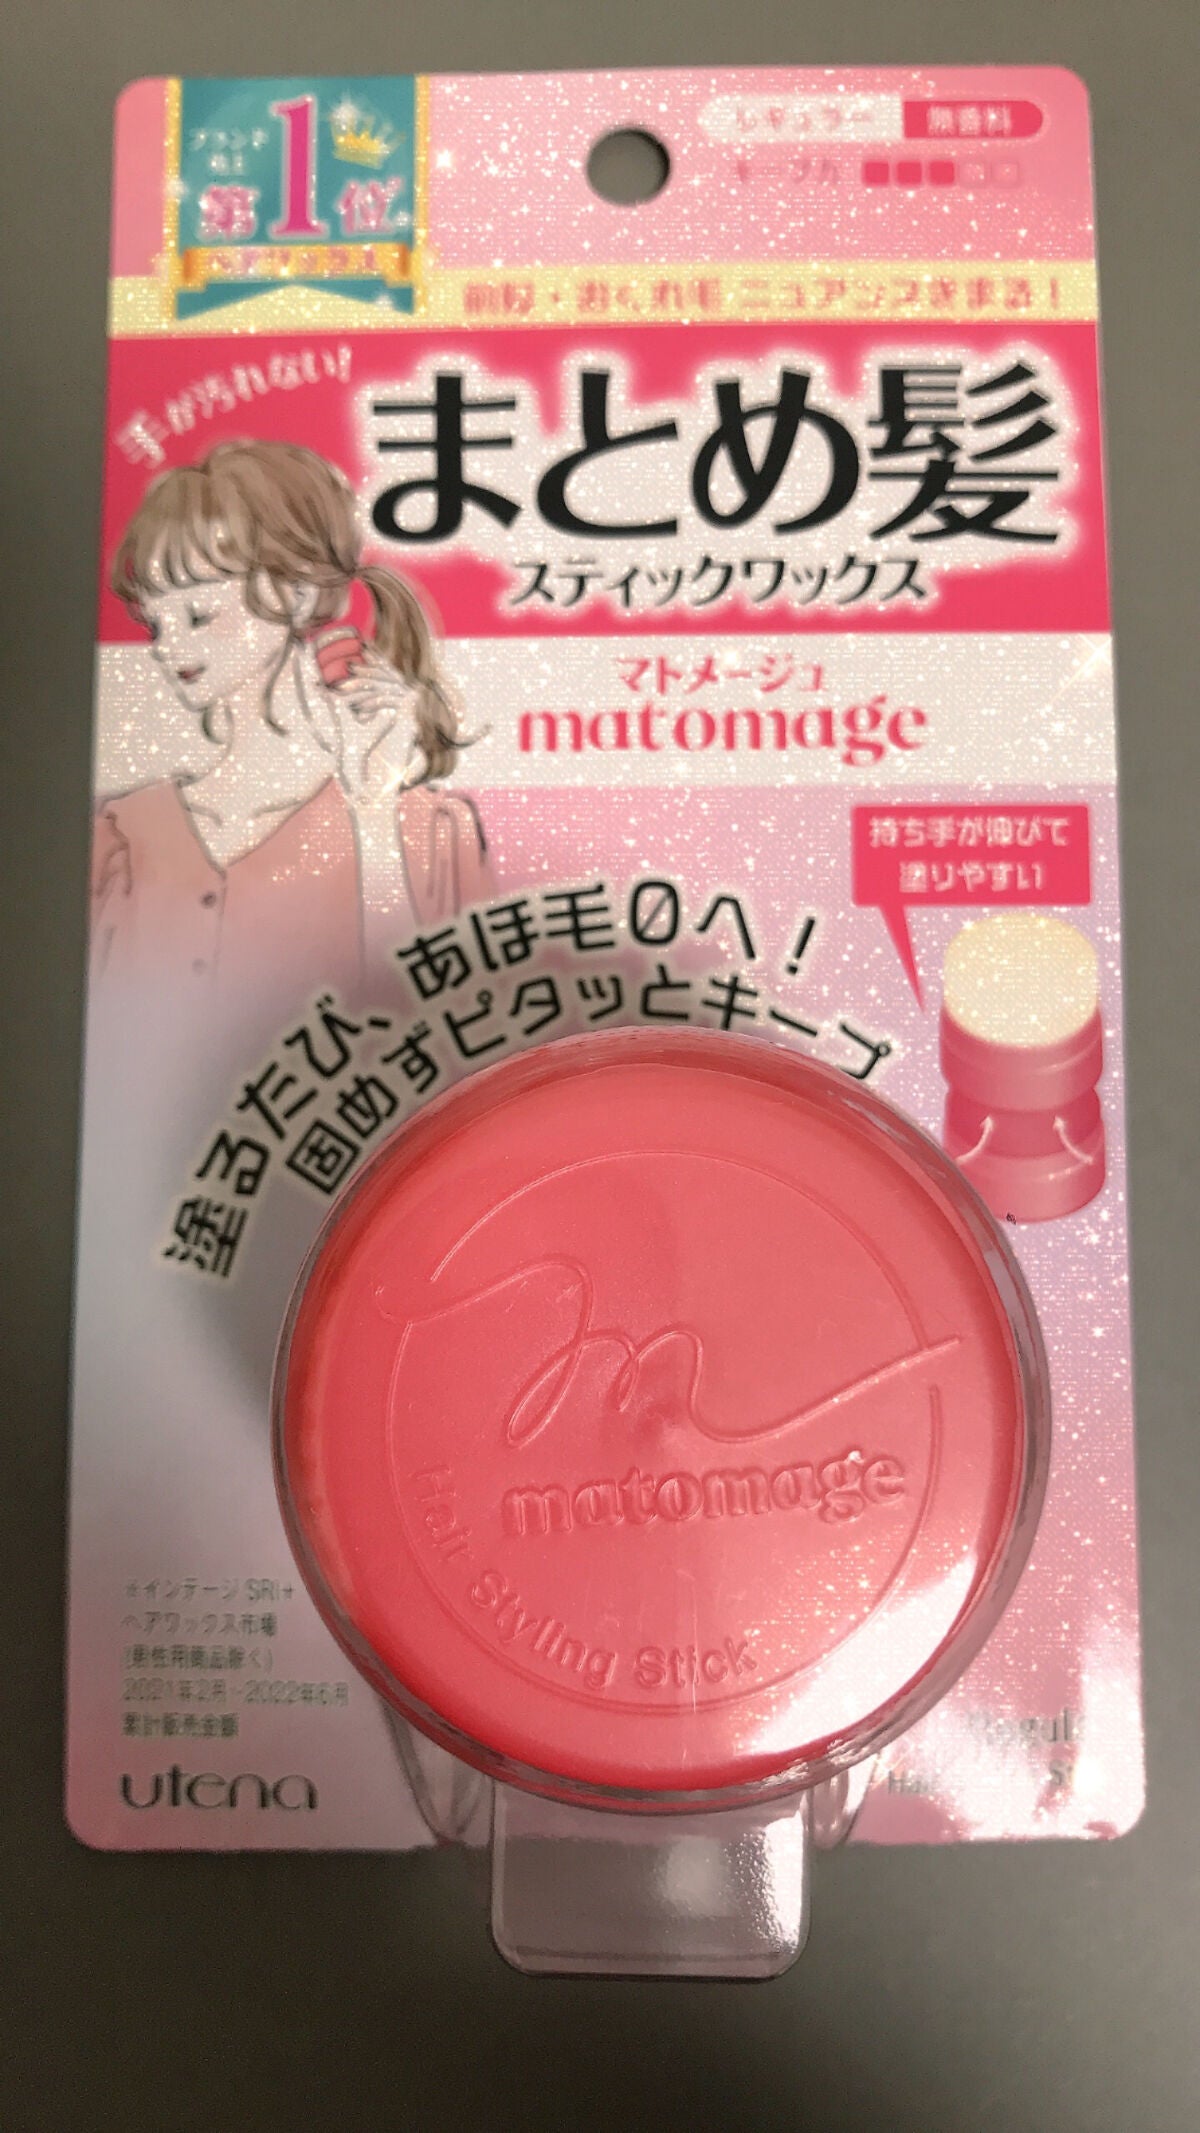 ブランド
売上
第1位
ヘアワックス
レギュラー 無香料
キープ力
前髪・おくれ毛 ニュアンスきまる！
手が汚れない！
まとめ髪
スティックワックス
マトメージュ
matomage
持ち手が伸びて
塗りやすい
塗るたび、あほ毛0へ！
固めずピタッとキープ
matomage
Hair Styling Stick
※インテージ SRI+
ヘアワックス市場
(男性用商品除く)
2021年2月~2022年6月
累計販売金額
utena